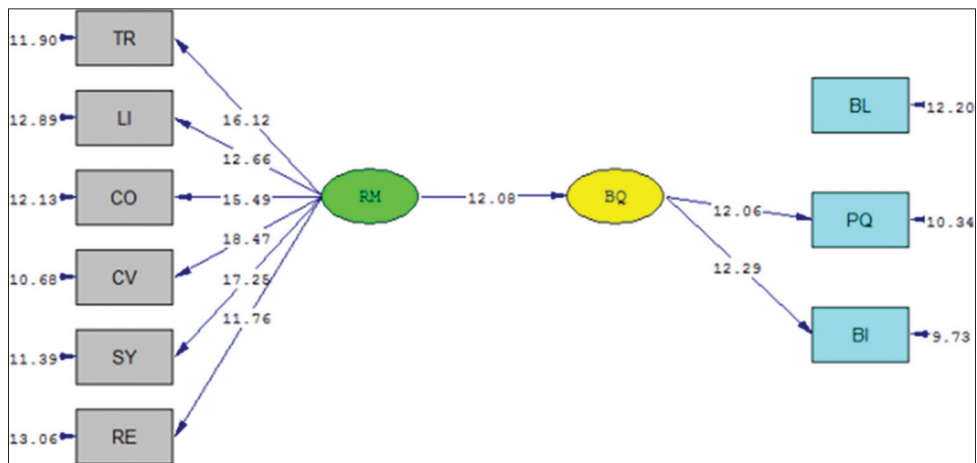 11.90 TR
16.12
12.89 LI
12.66
BL 12.20
12.13 CO
15.49
RM
12.08
BQ
12.06
PQ 10.34
18.47
10.68 CV
17.25
12.29
11.76
11.39 SY
BI 9.73
13.06 RE